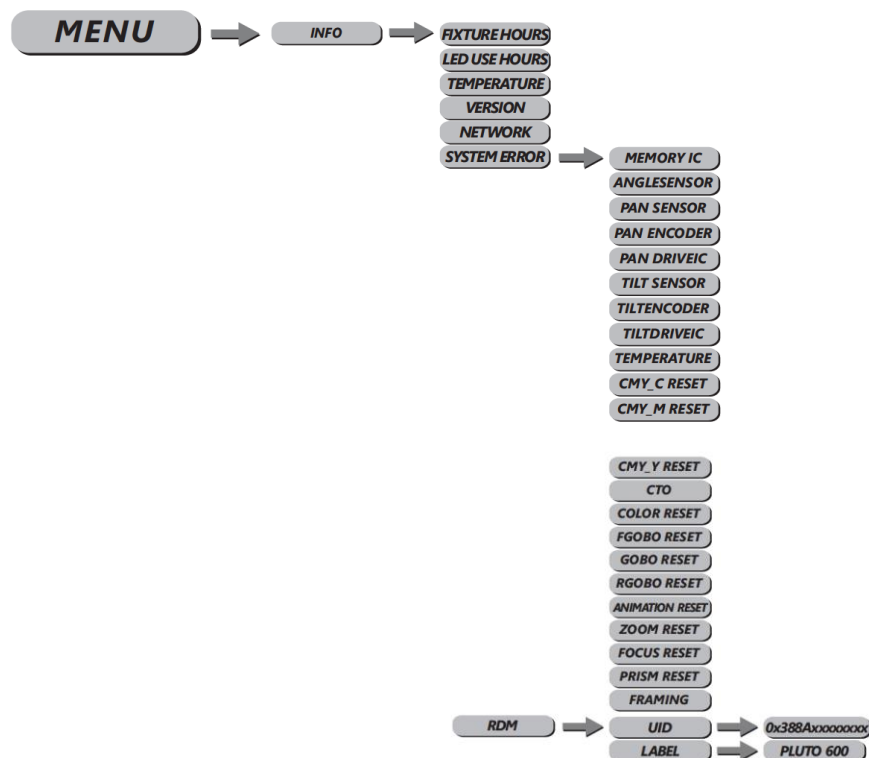 MENU
INFO
FIXTURE HOURS
LED USE HOURS
TEMPERATURE
VERSION
NETWORK
SYSTEM ERROR
MEMORY IC
ANGLESENSOR
PAN SENSOR
PAN ENCODER
PAN DRIVEIC
TILT SENSOR
TILTENCODER
TILTDRIVEIC
TEMPERATURE
CMY_C RESET
CMY_M RESET
CMY_Y RESET
CTO
COLOR RESET
FGOBO RESET
GOBO RESET
RGOBO RESET
ANIMATION RESET
ZOOM RESET
FOCUS RESET
PRISM RESET
FRAMING
RDM
UID
0x388Axxxxxxxx
LABEL
PLUTO 600